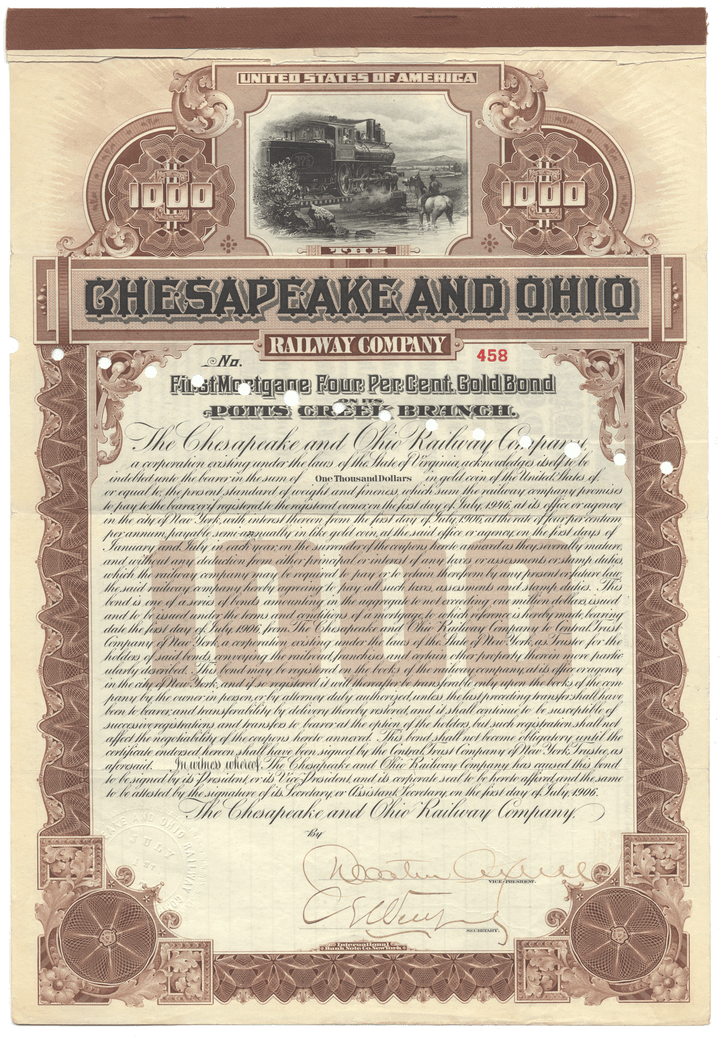 UNITED STATES OF AMERICA
1000
1000
THE
CHESAPEAKE AND OHIO
RAILWAY COMPANY
No.
458
First Mortgage Four Per Cent. Gold Bond
ON ITS
POTTS CREEK BRANCH.
The Chesapeake and Ohio Railway Company,
a corporation existing under the laws of the State of Virginia, acknowledges itself to be
indebted unto the bearer in the sum of One Thousand Dollars in gold coin of the United States, of
or equal to, the present standard of weight and fineness, which sum the railway company promises
to pay to the bearer, or if registered, to the registered owner, on the first day of July, 1946, at its office or agency
in the city of New York, with interest thereon from the first day of July, 1906, at the rate of four per centum
per annum, payable semi-annually in like gold coin, at the said office or agency, on the first days of
January and July in each year, on the surrender of the coupons hereto annexed as they severally mature,
and without any deduction from either principal or interest of any taxes or assessments or stamp duties
which the railway company may be required to pay or retain therefrom by any present or future law,
the said railway company hereby agreeing to pay all such taxes, assessments and stamp duties. This
bond is one of a series of bonds amounting in the aggregate to not exceeding one million dollars, issued
and to be issued under the terms and conditions of a mortgage, to which reference is hereby made, bearing
date the first day of July, 1906, from The Chesapeake and Ohio Railway Company to Central Trust
Company of New York, a corporation existing under the laws of the State of New York, as Trustee for the
holders of said bonds, conveying the railroad, franchises and certain other property therein more partic-
ularly described. This bond may be registered on the books of the railway company, at its office or agency
in the city of New York, and if so registered it will thereafter be transferable only upon the books of the com-
pany by the owner in person, or by attorney duly authorized, unless the last preceding transfer shall have
been to bearer, and transferability by delivery thereby restored, and it shall continue to be susceptible of
successive registrations and transfers to bearer at the option of the holders, but such registration shall not
affect the negotiability of the coupons hereto annexed. This bond shall not become obligatory until the
certificate endorsed hereon shall have been signed by the Central Trust Company of New York, Trustee, as
aforesaid. In witness whereof, The Chesapeake and Ohio Railway Company has caused this bond
to be signed by its President, or its Vice President, and its corporate seal to be hereto affixed, and the same
to be attested by the signature of its Secretary, or Assistant Secretary, on the first day of July, 1906.
The Chesapeake and Ohio Railway Company,
By
VICE-PRESIDENT.
SECRETARY.
International
Bank Note Co. New York